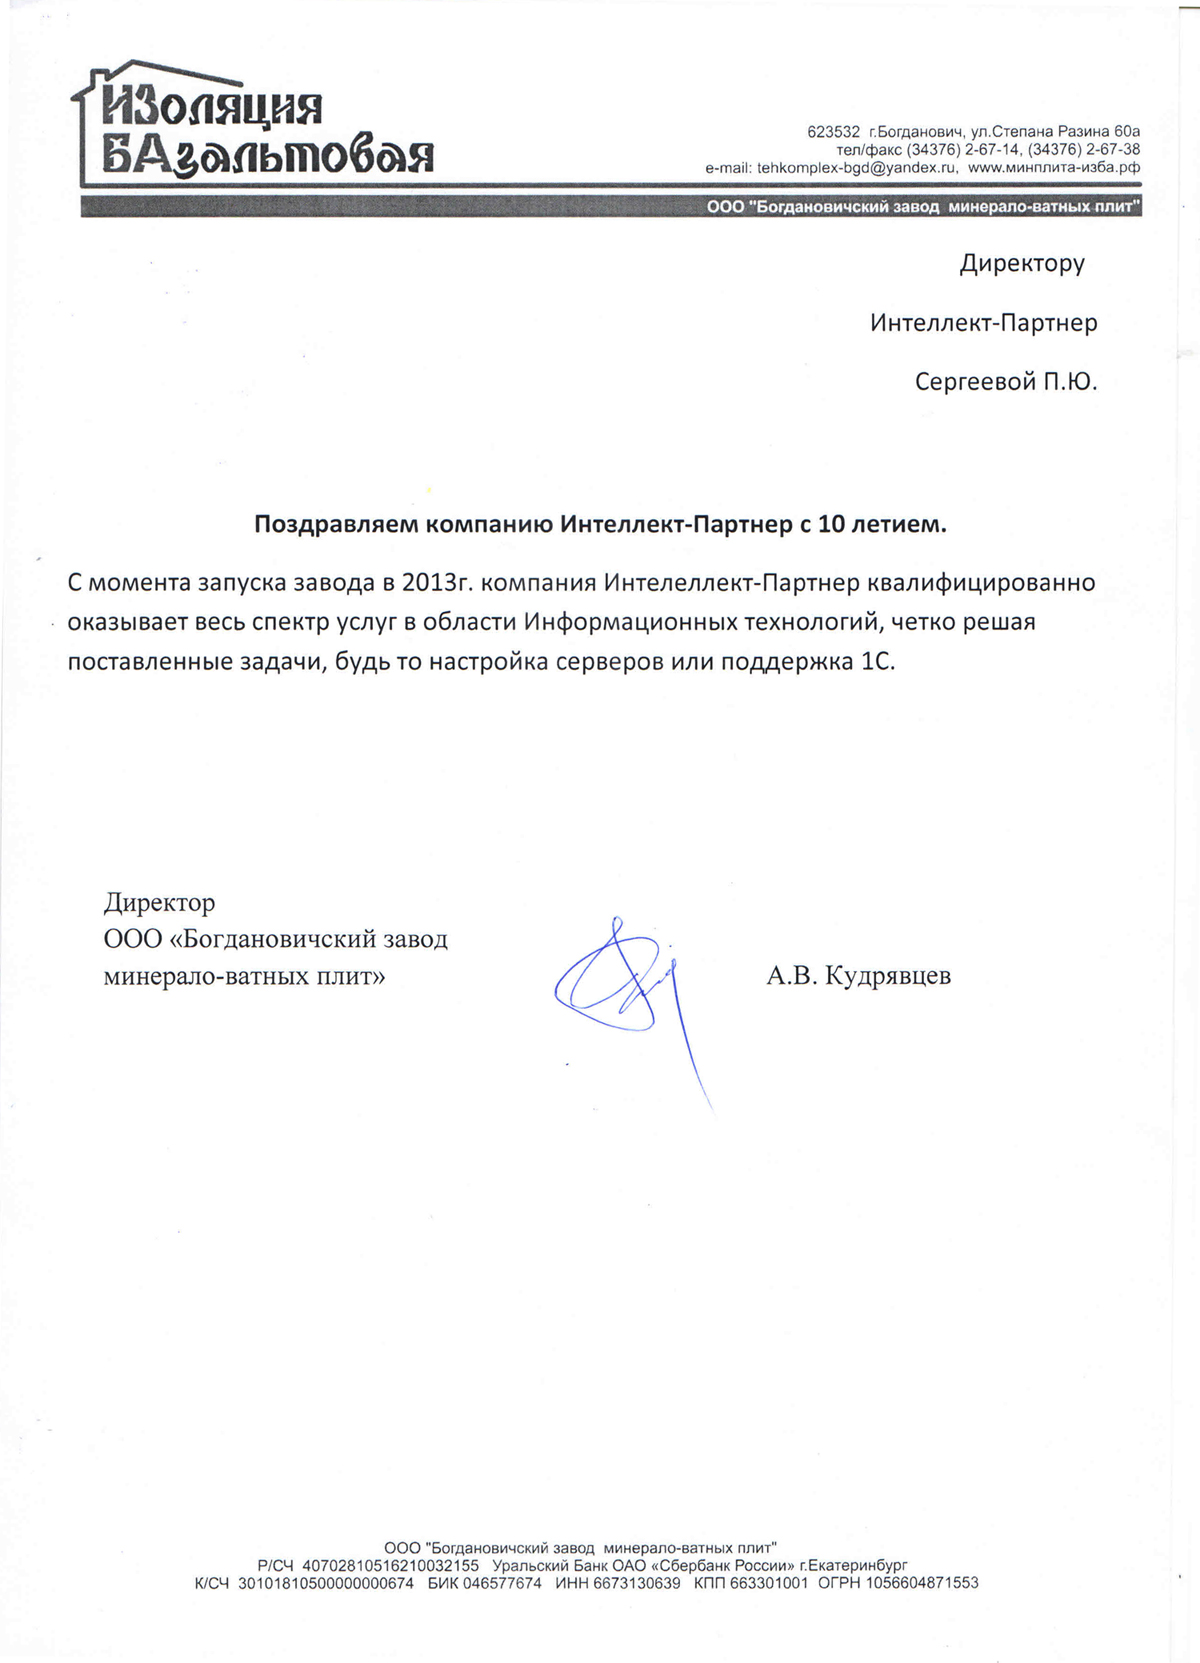 ИЗоляция
БАзальтовая
623532 г.Богданович, ул.Степана Разина 60а
тел/факс (34376) 2-67-14, (34376) 2-67-38
e-mail: tehkomplex-bgd@yandex.ru, www.минплита-изба.рф
ООО "Богдановичский завод минерало-ватных плит"
Директору
Интеллект-Партнер
Сергеевой П.Ю.
Поздравляем компанию Интеллект-Партнер с 10 летием.
С момента запуска завода в 2013г. компания Интелеллект-Партнер квалифицированно
оказывает весь спектр услуг в области Информационных технологий, четко решая
поставленные задачи, будь то настройка серверов или поддержка 1С.
Директор
ООО «Богдановичский завод
минерало-ватных плит»
А.В. Кудрявцев
ООО "Богдановичский завод минерало-ватных плит"
Р/СЧ 40702810516210032155 Уральский Банк ОАО «Сбербанк России» г.Екатеринбург
К/СЧ 30101810500000000674 БИК 046577674 ИНН 6673130639 КПП 663301001 ОГРН 1056604871553